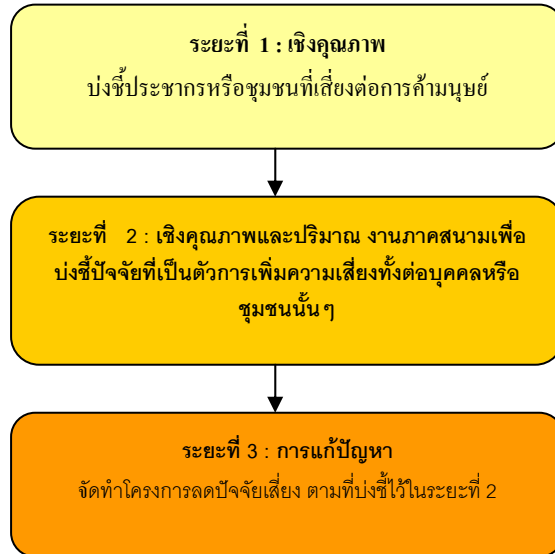 ระยะที่ 1 : เชิงคุณภาพ
บ่งชี้ประชากรหรือชุมชนที่เสี่ยงต่อการค้ามนุษย์
ระยะที่ 2 : เชิงคุณภาพและปริมาณ งานภาคสนามเพื่อ
บ่งชี้ปัจจัยที่เป็นตัวการเพิ่มความเสี่ยงทั้งต่อบุคคลหรือ
ชุมชนนั้นๆ
ระยะที่ 3 : การแก้ปัญหา
จัดทำโครงการลดปัจจัยเสี่ยง ตามที่บ่งชี้ไว้ในระยะที่ 2